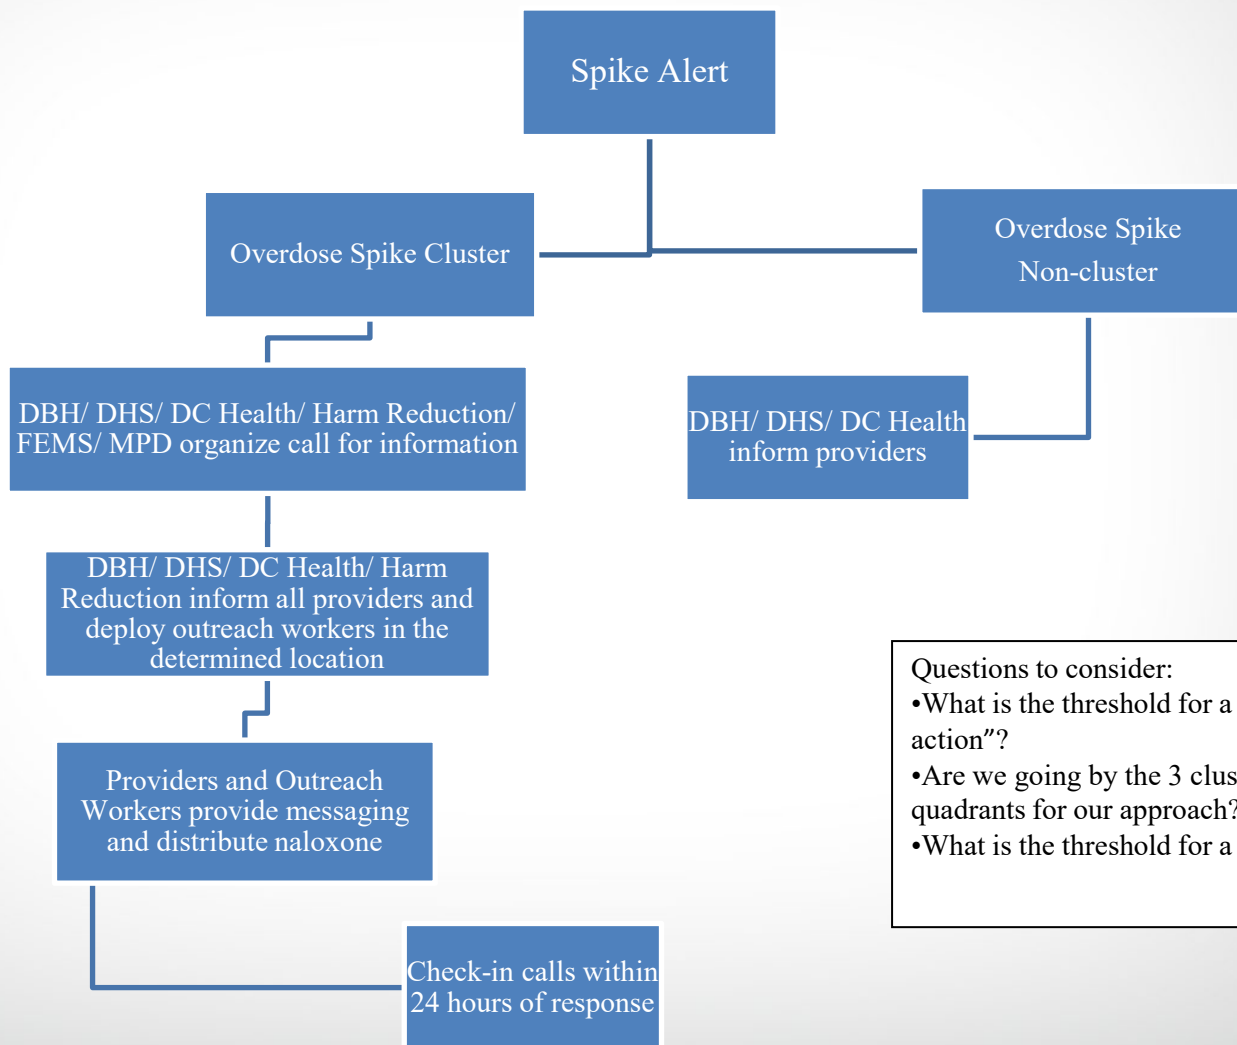 Spike Alert
Overdose Spike Cluster
Overdose Spike
Non-cluster
DBH/ DHS/ DC Health/ Harm Reduction/
FEMS/ MPD organize call for information
DBH/ DHS/ DC Health
inform providers
DBH/ DHS/ DC Health/ Harm
Reduction inform all providers and
deploy outreach workers in the
determined location
Providers and Outreach
Workers provide messaging
and distribute naloxone
Check-in calls within
24 hours of response
Questions to consider:
•What is the threshold for a
action”?
•Are we going by the 3 clus
quadrants for our approach?
•What is the threshold for a